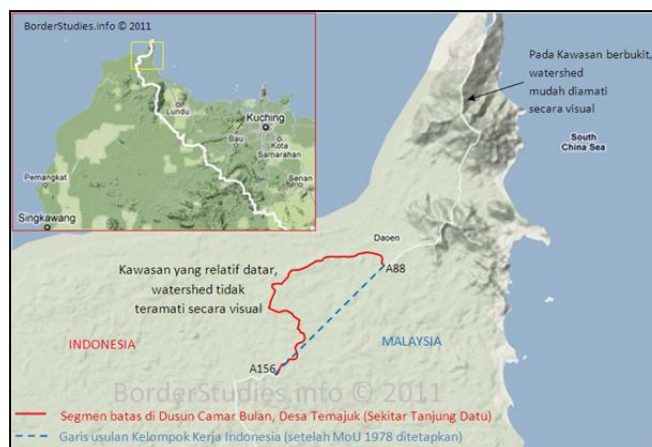 BorderStudies.info © 2011
Lundu
Kuching
Bau
Kota
Samarahan
Serian
Pemangkat
Singkawang
Pada Kawasan berbukit,
watershed
mudah diamati
secara visual
South
China Sea
Daoen
A88
Kawasan yang relatif datar,
watershed tidak
teramati secara visual
INDONESIA
MALAYSIA
A156
BorderStudies.info © 2011
Segmen batas di Dusun Camar Bulan, Desa Temajuk (Sekitar Tanjung Datu)
Garis usulan Kelompok Kerja Indonesia (setelah MoU 1978 ditetapkan)